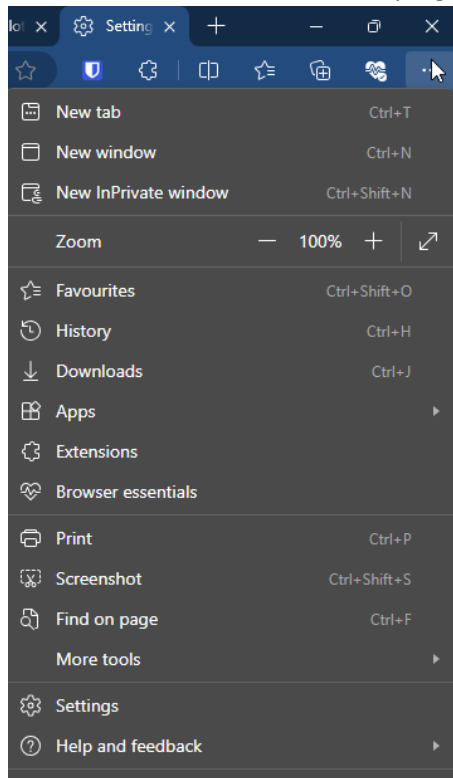 Setting
New tab Ctrl+T
New window Ctrl+N
New InPrivate window Ctrl+Shift+N
Zoom 100%
Favourites Ctrl+Shift+O
History Ctrl+H
Downloads Ctrl+J
Apps
Extensions
Browser essentials
Print Ctrl+P
Screenshot Ctrl+Shift+S
Find on page Ctrl+F
More tools
Settings
Help and feedback